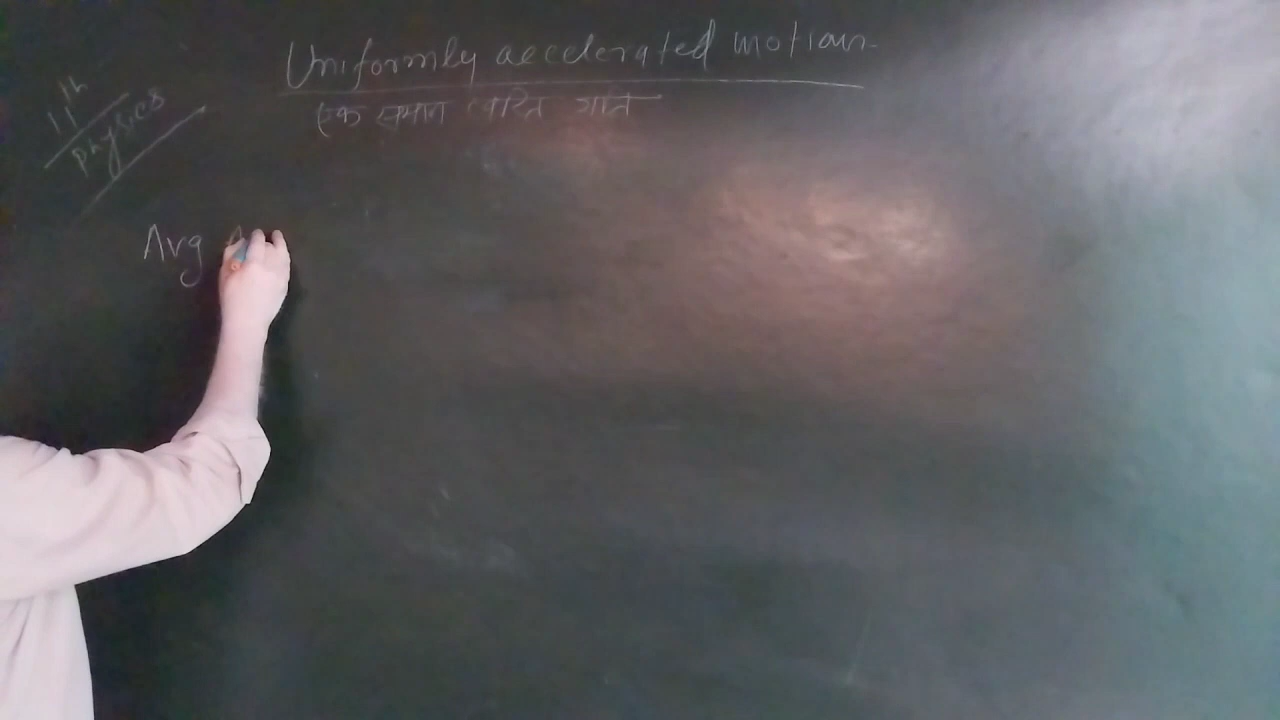 Uniformly accelerated motion
एक समान त्वरित गति
11th
physics
Avg